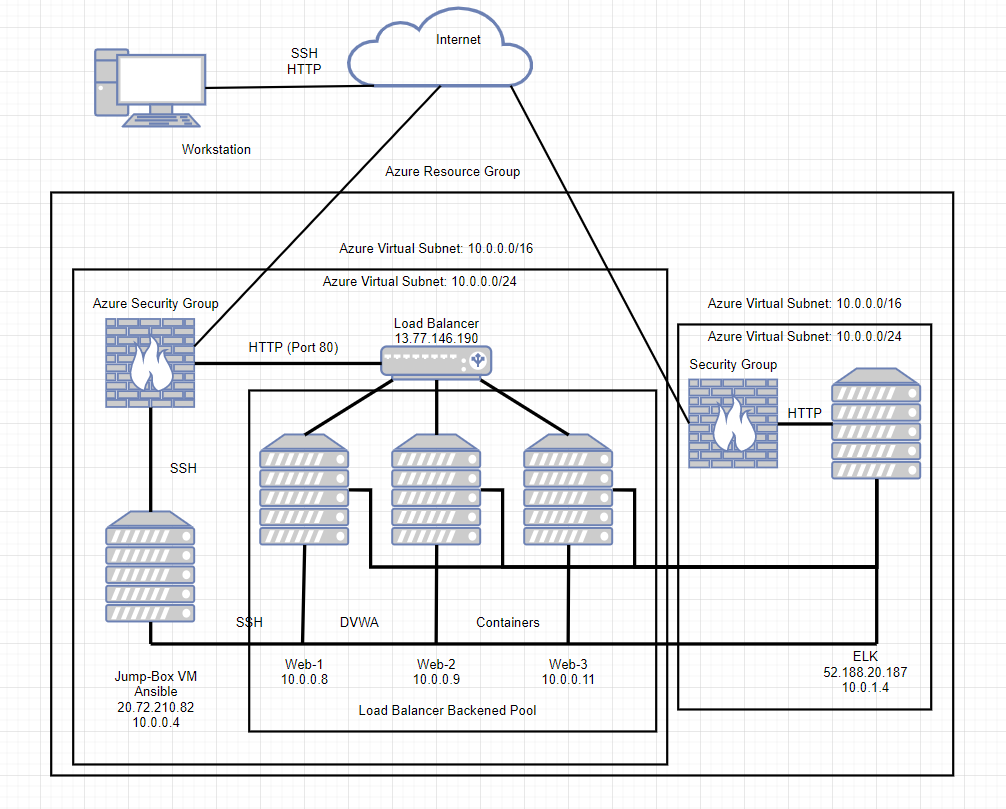 Internet
SSH
HTTP
Workstation
Azure Resource Group
Azure Virtual Subnet: 10.0.0.0/16
Azure Virtual Subnet: 10.0.0.0/24
Azure Security Group
Load Balancer
13.77.146.190
HTTP (Port 80)
Azure Virtual Subnet: 10.0.0.0/16
Azure Virtual Subnet: 10.0.0.0/24
Security Group
HTTP
SSH
SSH
DVWA
Containers
Web-1
10.0.0.8
Web-2
10.0.0.9
Web-3
10.0.0.11
Load Balancer Backened Pool
Jump-Box VM
Ansible
20.72.210.82
10.0.0.4
ELK
52.188.20.187
10.0.1.4